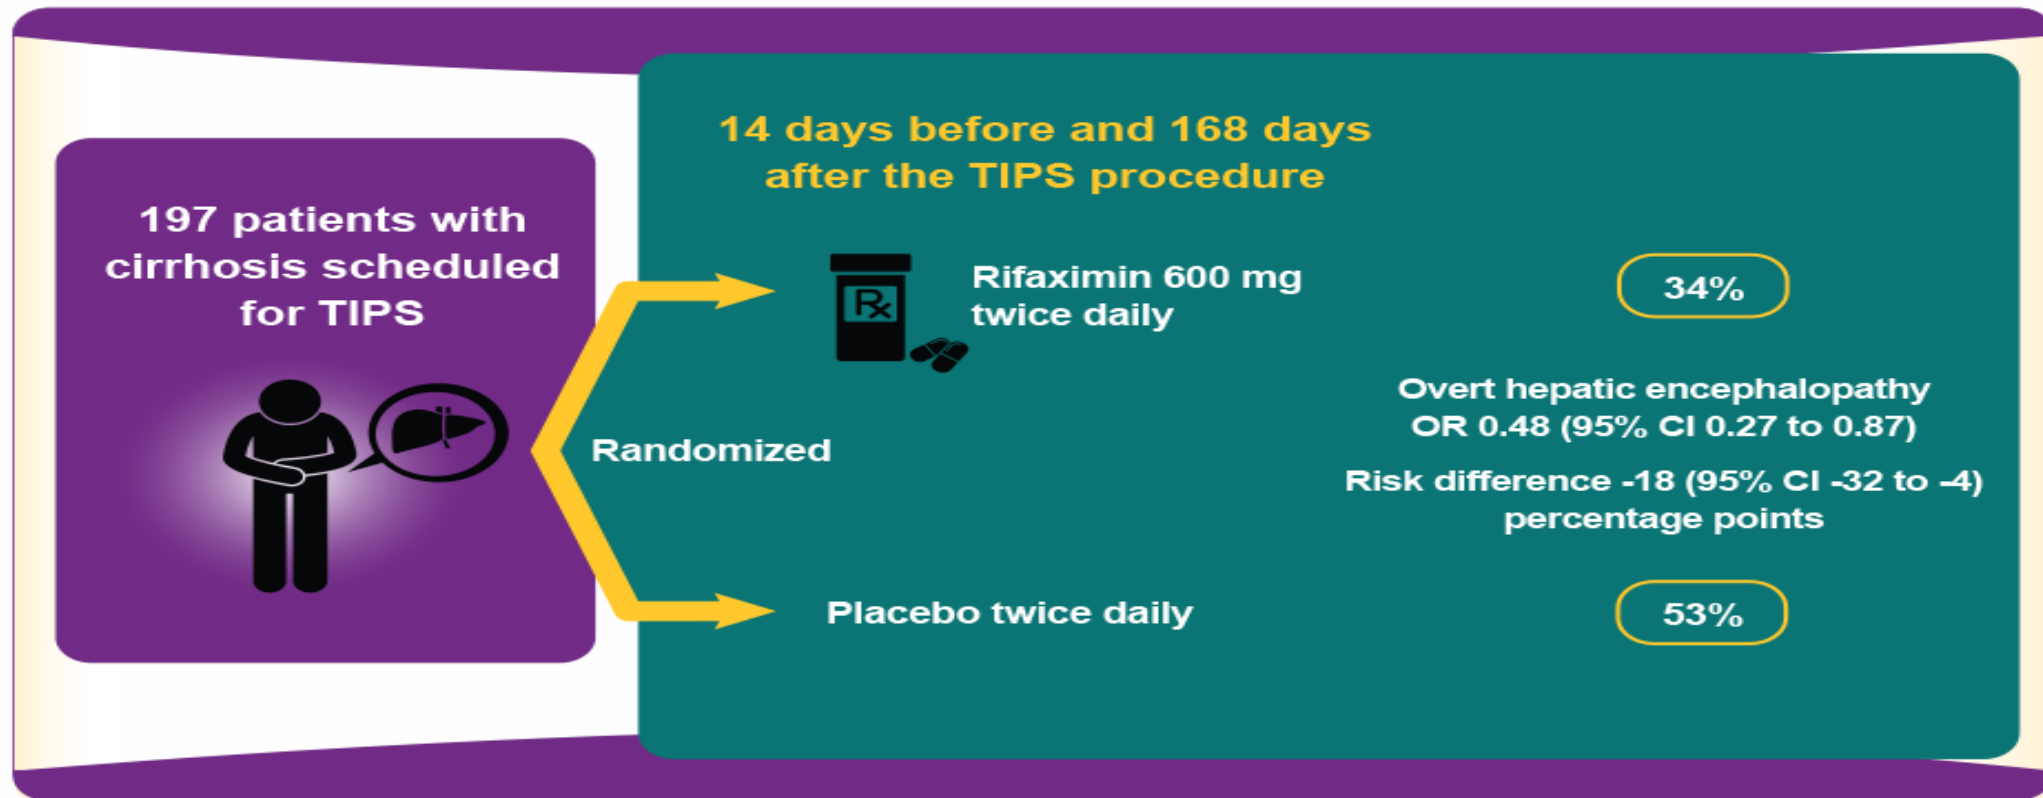 197 patients with
cirrhosis scheduled
for TIPS
Randomized
14 days before and 168 days
after the TIPS procedure
Rx
Rifaximin 600 mg
twice daily
34%
Overt hepatic encephalopathy
OR 0.48 (95% CI 0.27 to 0.87)
Risk difference -18 (95% CI -32 to -4)
percentage points
Placebo twice daily
53%